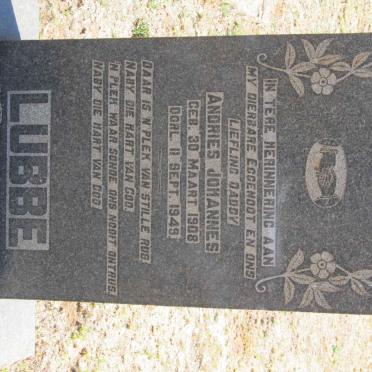 IN TERE HERINNERING AAN
MY DIERBARE EGGENOOT EN ONS
LIEFLING DADDY
ANDRIES JOHANNES
GEB. 30 MAART 1908
OORL. 11 SEPT. 1949.
DAAR IS 'N PLEK VAN STILLE RUS
NABY DIE HART VAN GOD.
'N PLEK WAAR SONDE ONS NOOIT ONTRUS
NABY DIE HART VAN GOD.
LUBBE